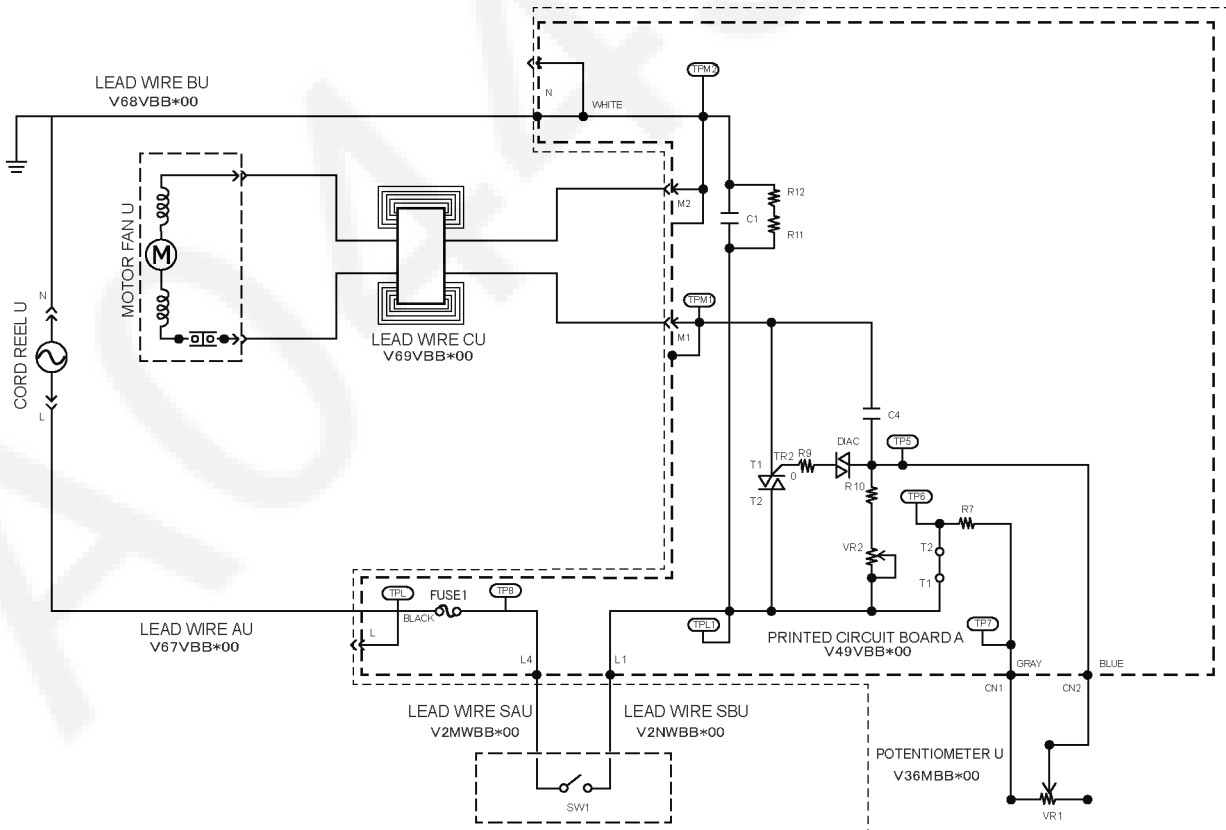 LEAD WIRE BU
V68VBB*00
N
WHITE
TPM2
MOTOR FAN U
M
R12
C1
R11
M2
CORD REEL U
N
L
LEAD WIRE CU
V69VBB*00
TPM1
M1
C4
DIAC
TP5
TR2
R9
T1
0
T2
R10
TP6
R7
VR2
T2
T1
TPL
FUSE1
TP8
BLACK
LEAD WIRE AU
V67VBB*00
L
TPL1
PRINTED CIRCUIT BOARD A
V49VBB*00
TP7
L4
L1
GRAY
BLUE
CN1
CN2
LEAD WIRE SAU
V2MWBB*00
LEAD WIRE SBU
V2NWBB*00
POTENTIOMETER U
V36MBB*00
SW1
VR1